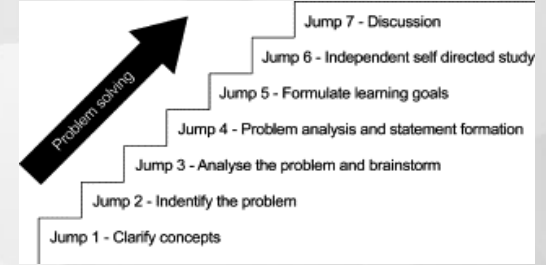 Jump 7 - Discussion
Jump 6 - Independent self directed study
Jump 5 - Formulate learning goals
Jump 4 - Problem analysis and statement formation
Jump 3 - Analyse the problem and brainstorm
Jump 2 - Indentify the problem
Jump 1 - Clarify concepts
Problem solving